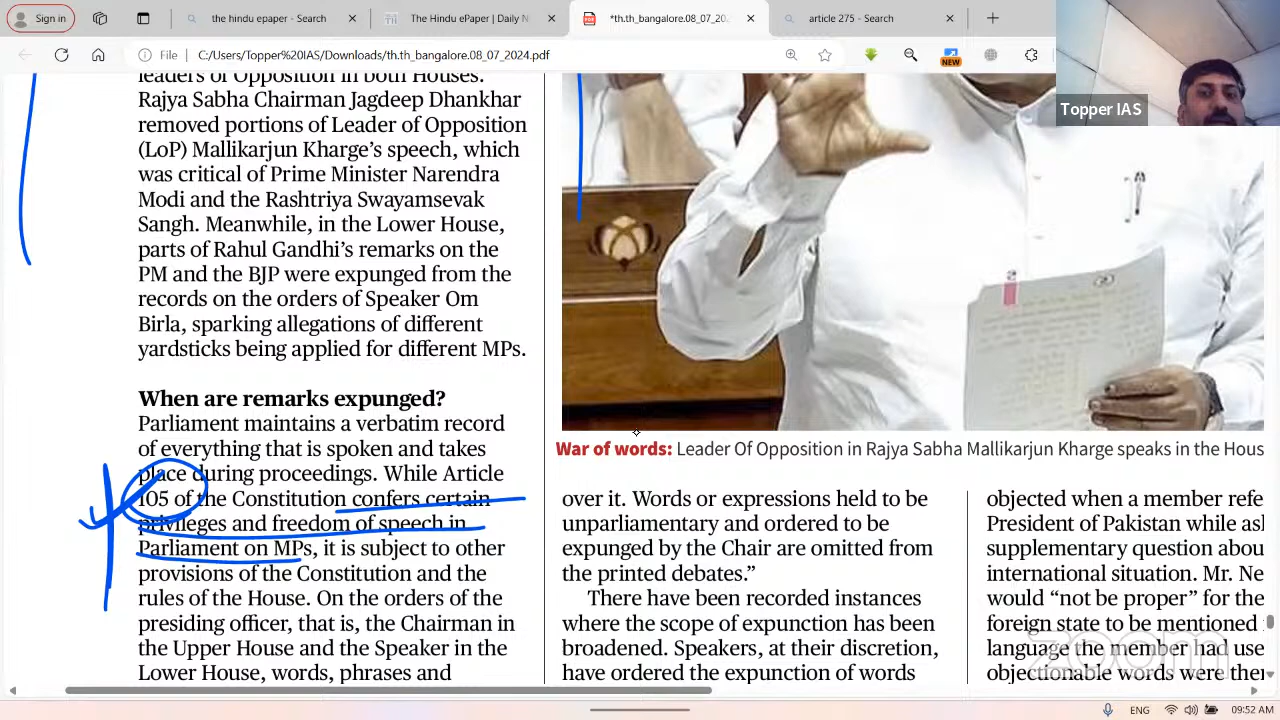 Sign in
the hindu epaper - Search
The Hindu ePaper | Daily N
*th.th_bangalore.08_07_202
article 275 - Search
File
C:/Users/Topper%20IAS/Downloads/th.th_bangalore.08_07_2024.pdf
NEW
Topper IAS
leaders of Opposition in both Houses.
Rajya Sabha Chairman Jagdeep Dhankhar
removed portions of Leader of Opposition
(LoP) Mallikarjun Kharge’s speech, which
was critical of Prime Minister Narendra
Modi and the Rashtriya Swayamsevak
Sangh. Meanwhile, in the Lower House,
parts of Rahul Gandhi’s remarks on the
PM and the BJP were expunged from the
records on the orders of Speaker Om
Birla, sparking allegations of different
yardsticks being applied for different MPs.
When are remarks expunged?
Parliament maintains a verbatim record
of everything that is spoken and takes
place during proceedings. While Article
105 of the Constitution confers certain
privileges and freedom of speech in
Parliament on MPs, it is subject to other
provisions of the Constitution and the
rules of the House. On the orders of the
presiding officer, that is, the Chairman in
the Upper House and the Speaker in the
Lower House, words, phrases and
War of words: Leader Of Opposition in Rajya Sabha Mallikarjun Kharge speaks in the Hous
over it. Words or expressions held to be
unparliamentary and ordered to be
expunged by the Chair are omitted from
the printed debates.”
There have been recorded instances
where the scope of expunction has been
broadened. Speakers, at their discretion,
have ordered the expunction of words
objected when a member refe
President of Pakistan while asl
supplementary question abou
international situation. Mr. Ne
would “not be proper” for the
foreign state to be mentioned
language the member had use
objectionable words were ther
zoom
ENG
09:52 AM